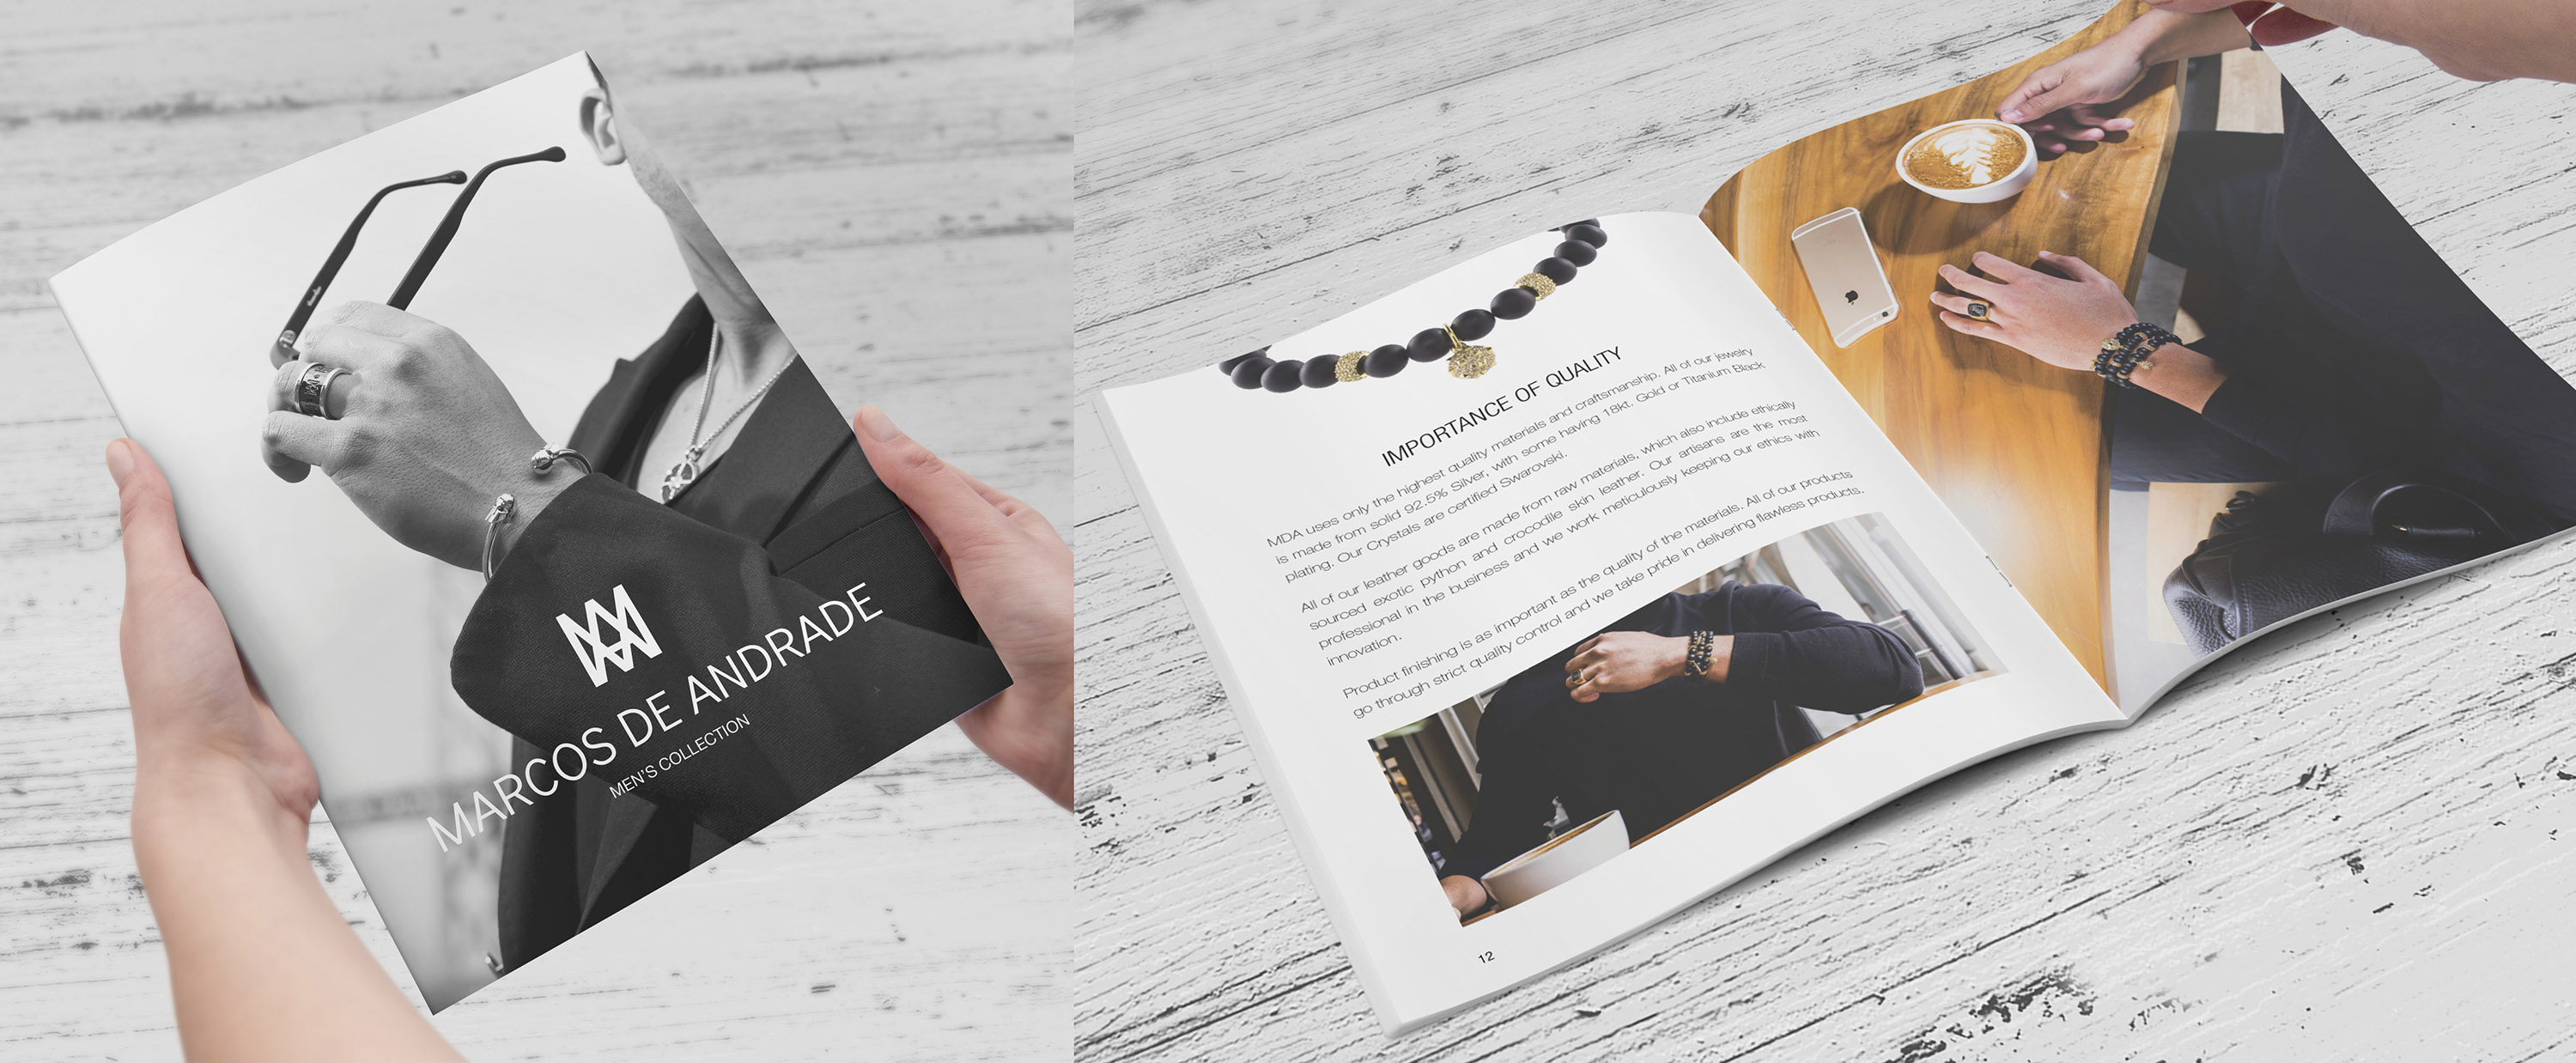 MARCOS DE ANDRADE
MEN'S COLLECTION
IMPORTANCE OF QUALITY
MDA uses only the highest quality materials and craftsmanship. All of our jewelry
is made from solid 92.5% Silver, with some having 18kt. Gold or Titanium Black
plating. Our Crystals are certified Swarovski.
All of our leather goods are made from raw materials, which also include ethically
sourced exotic python and crocodile skin leather. Our artisans are the most
professional in the business and we work meticulously keeping our ethics with
innovation.
Product finishing is as important as the quality of the materials. All of our products
go through strict quality control and we take pride in delivering flawless products.
12